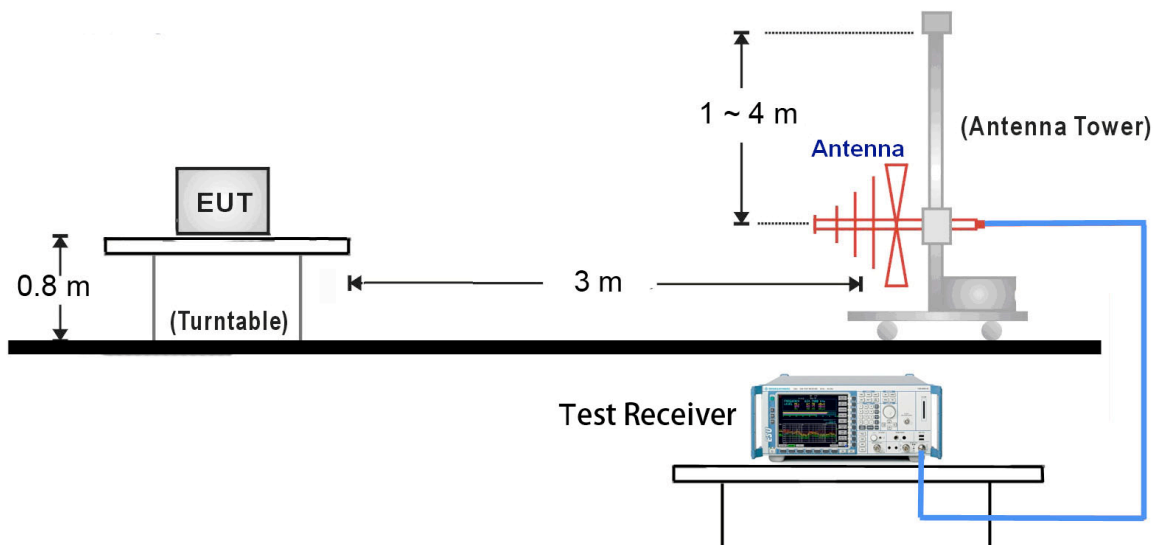 1 ~ 4 m
(Antenna Tower)
Antenna
EUT
0.8 m
3 m
(Turntable)
Test Receiver